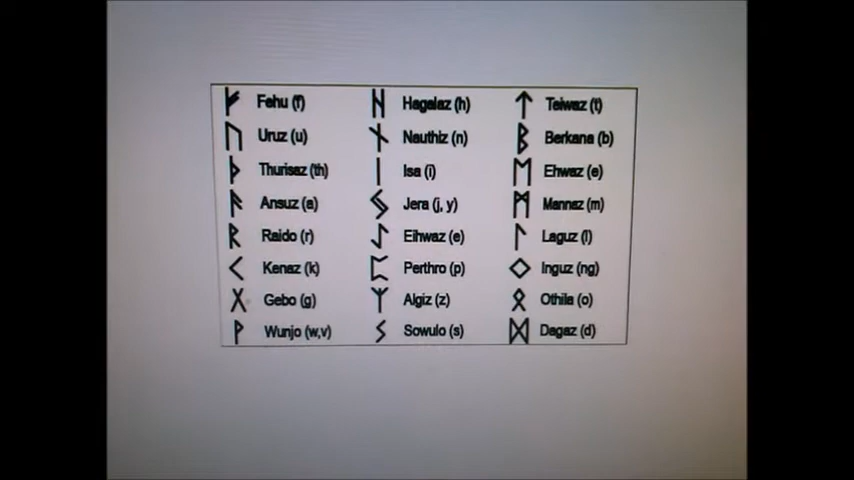 ᚠ Fehu (f) ᚺ Hagalaz (h) ᛏ Teiwaz (t)
ᚢ Uruz (u) ᚾ Nauthiz (n) ᛒ Berkana (b)
ᚦ Thurisaz (th) ᛁ Isa (i) ᛖ Ehwaz (e)
ᚨ Ansuz (a) ᛃ Jera (j, y) ᛗ Mannaz (m)
ᚱ Raido (r) ᛇ Eihwaz (e) ᛚ Laguz (l)
ᚲ Kenaz (k) ᛈ Perthro (p) ᛜ Inguz (ng)
ᚷ Gebo (g) ᛉ Algiz (z) ᛟ Othila (o)
ᚹ Wunjo (w,v) ᛊ Sowulo (s) ᛞ Dagaz (d)